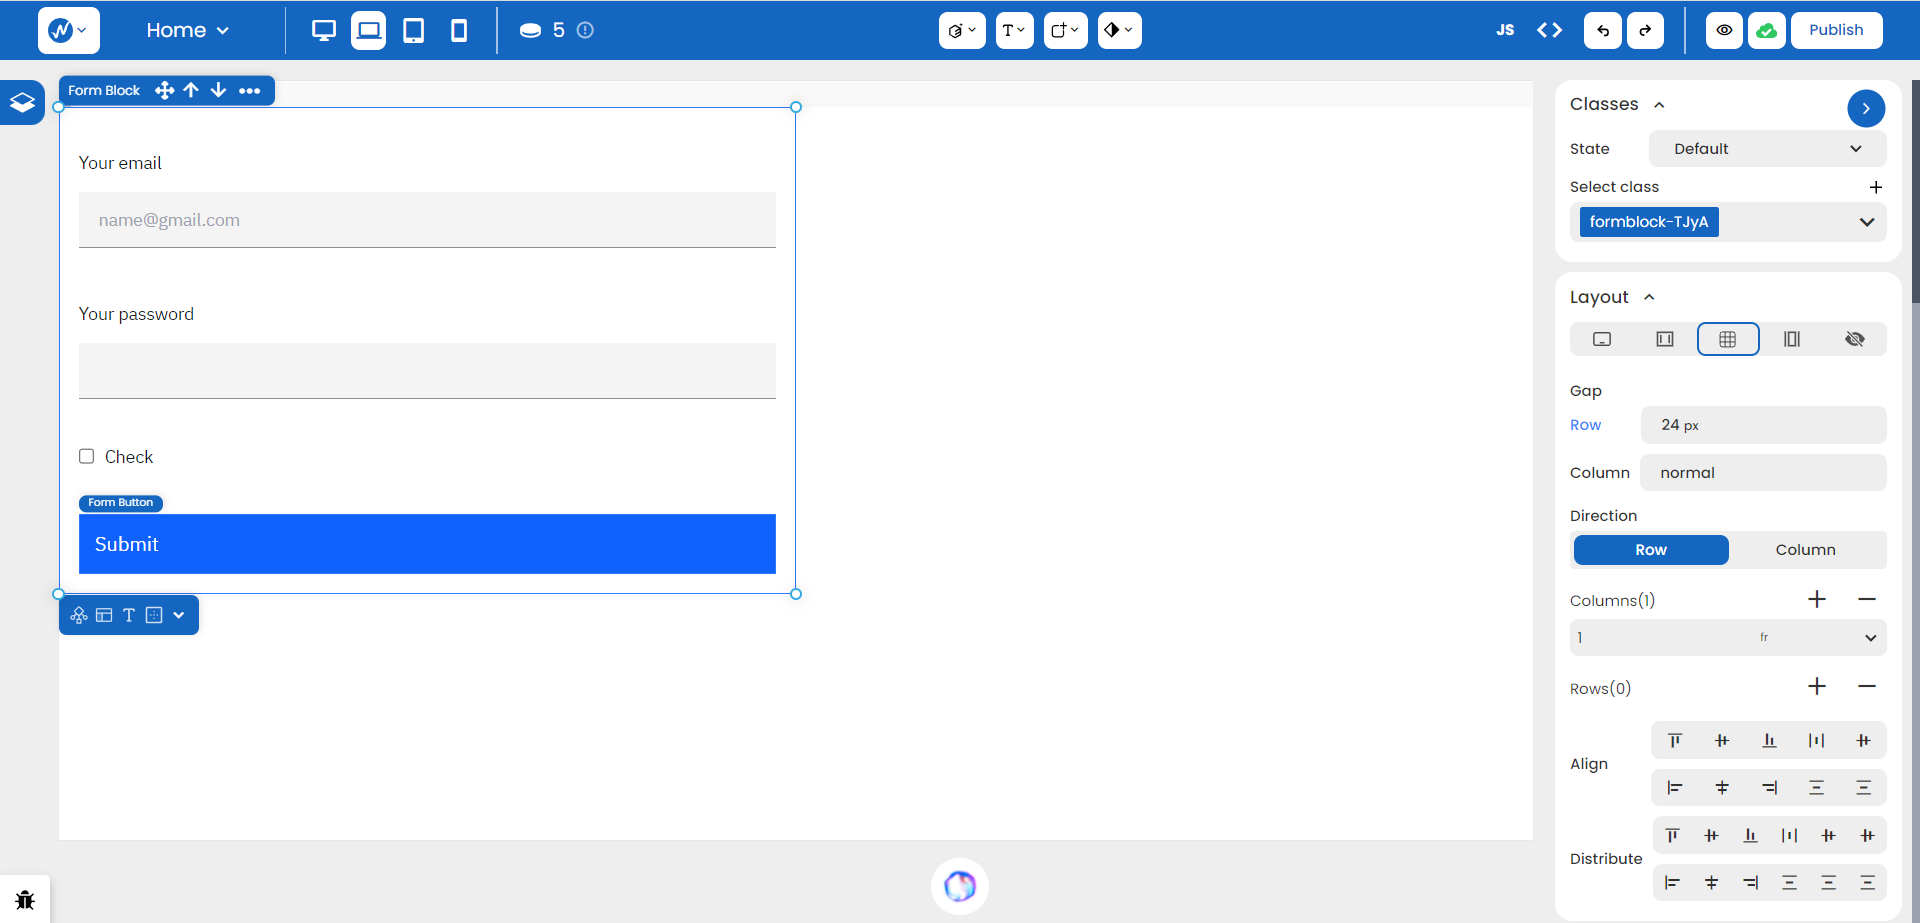 Home
5
T
JS
Publish
Form Block
Your email
name@gmail.com
Your password
Check
Form Button
Submit
T
Classes
State
Default
Select class
formblock-TJyA
Layout
Gap
Row
24 px
Column
normal
Direction
Row
Column
Columns(1)
1
fr
Rows(0)
Align
Distribute